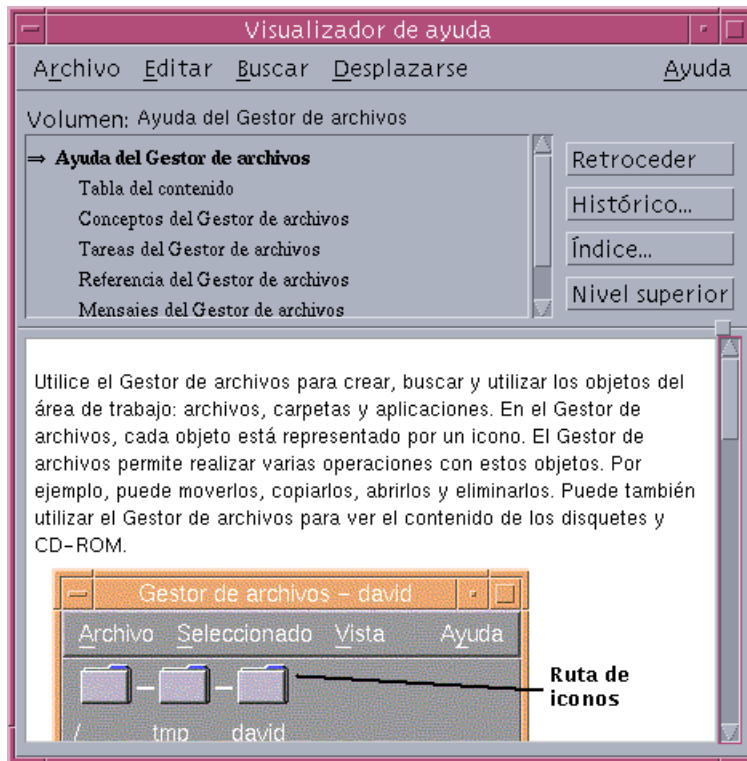 Visualizador de ayuda
Archivo Editar Buscar Desplazarse Ayuda
Volumen: Ayuda del Gestor de archivos
⇒ Ayuda del Gestor de archivos
Tabla del contenido
Conceptos del Gestor de archivos
Tareas del Gestor de archivos
Referencia del Gestor de archivos
Mensajes del Gestor de archivos
Retroceder
Histórico...
Índice...
Nivel superior
Utilice el Gestor de archivos para crear, buscar y utilizar los objetos del
área de trabajo: archivos, carpetas y aplicaciones. En el Gestor de
archivos, cada objeto está representado por un icono. El Gestor de
archivos permite realizar varias operaciones con estos objetos. Por
ejemplo, puede moverlos, copiarlos, abrirlos y eliminarlos. Puede también
utilizar el Gestor de archivos para ver el contenido de los disquetes y
CD-ROM.
Gestor de archivos - david
Archivo Seleccionado Vista Ayuda
/ tmp david
Ruta de
iconos